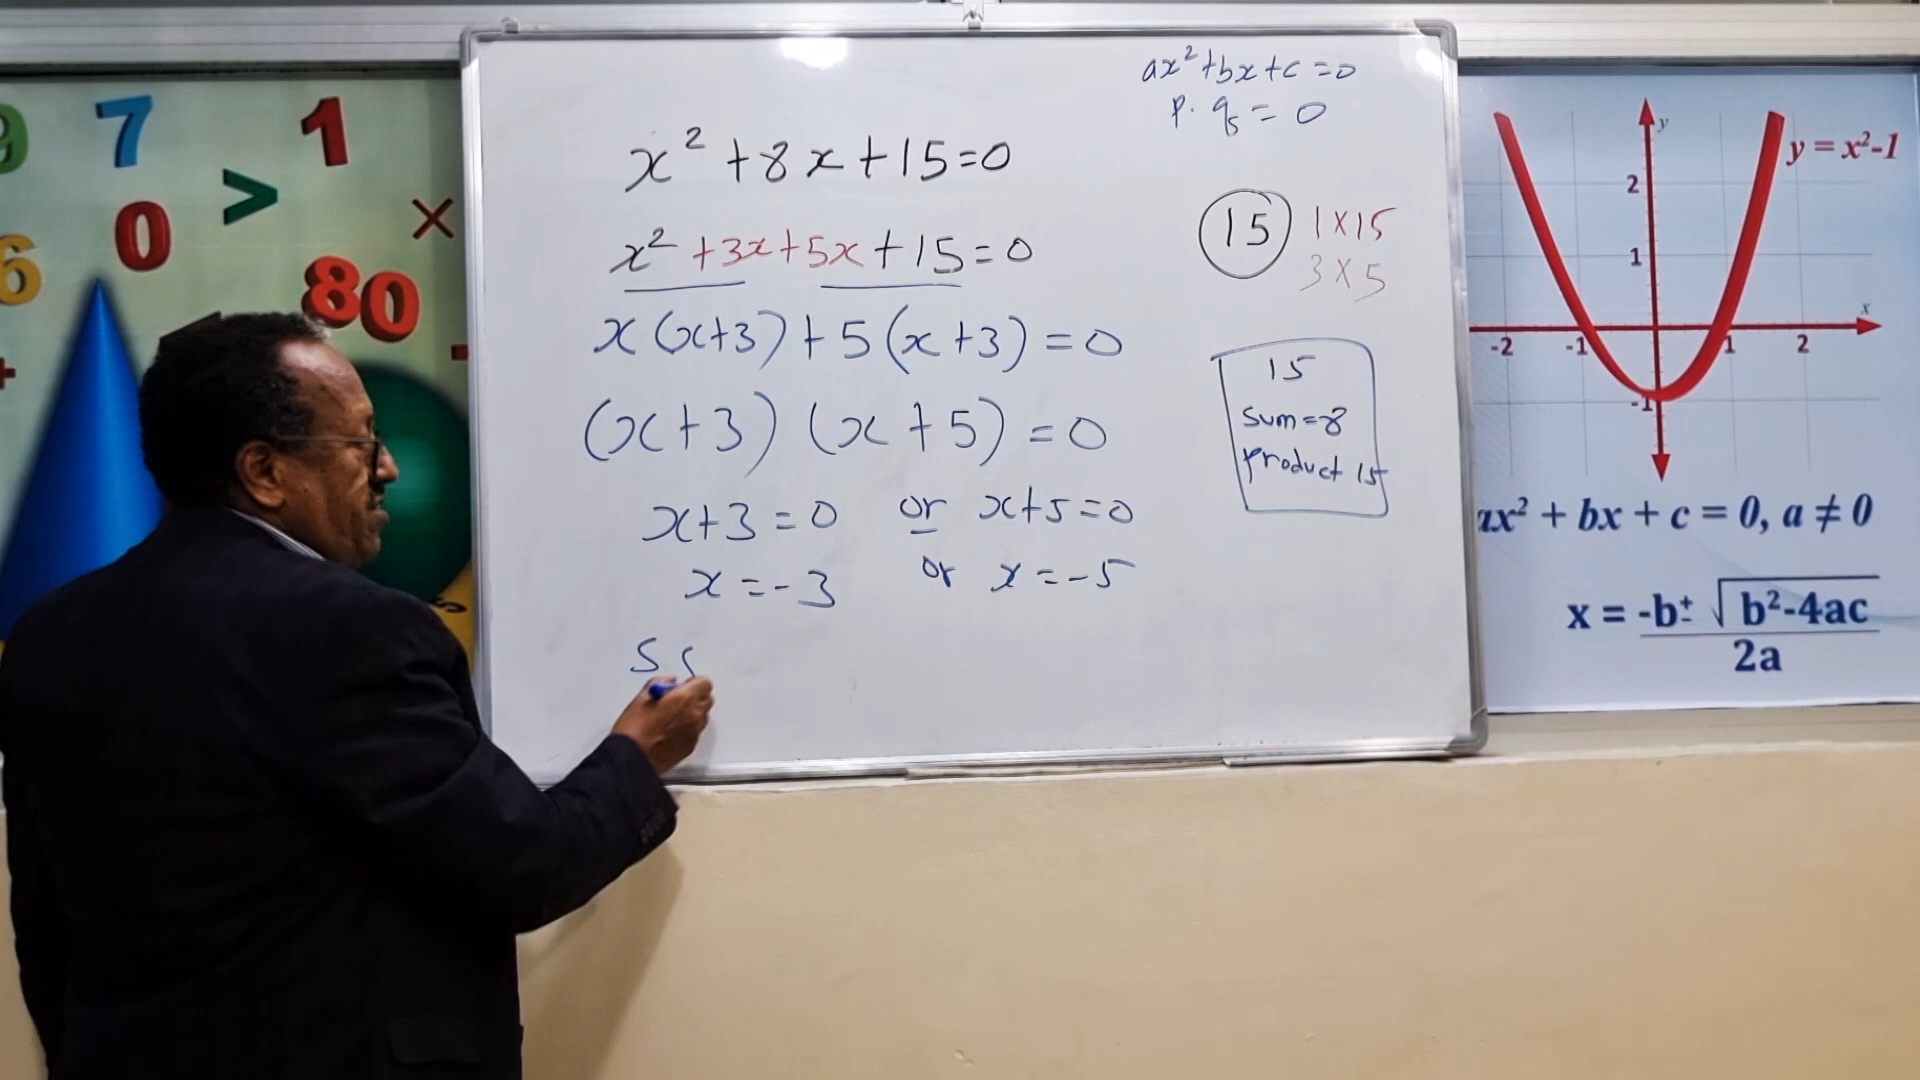 9 7 1
0 > ×
6 80
+ -
5
ax² + bx + c = 0
p. q = 0
x² + 8x + 15 = 0
x² + 3x + 5x + 15 = 0
x(x+3) + 5(x+3) = 0
(x+3) (x+5) = 0
x+3 = 0 or x+5 = 0
x = -3 or x = -5
S S
15 1 × 15
3 × 5
15
Sum = 8
product 15
y
y = x²-1
2
1
x
-2 -1 1 2
-1
ax² + bx + c = 0, a ≠ 0
x = -b± √b²-4ac
2a